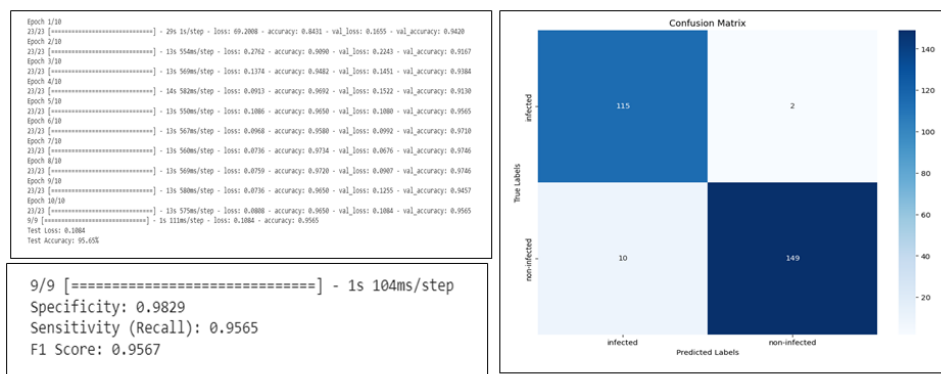 Epoch 1/10
23/23 [==============================] - 29s 1s/step - loss: 69.2008 - accuracy: 0.8431 - val_loss: 0.1655 - val_accuracy: 0.9420
Epoch 2/10
23/23 [==============================] - 13s 554ms/step - loss: 0.2762 - accuracy: 0.9090 - val_loss: 0.2243 - val_accuracy: 0.9167
Epoch 3/10
23/23 [==============================] - 13s 569ms/step - loss: 0.1374 - accuracy: 0.9482 - val_loss: 0.1451 - val_accuracy: 0.9384
Epoch 4/10
23/23 [==============================] - 14s 582ms/step - loss: 0.0913 - accuracy: 0.9692 - val_loss: 0.1522 - val_accuracy: 0.9130
Epoch 5/10
23/23 [==============================] - 13s 550ms/step - loss: 0.1086 - accuracy: 0.9650 - val_loss: 0.1080 - val_accuracy: 0.9565
Epoch 6/10
23/23 [==============================] - 13s 567ms/step - loss: 0.0968 - accuracy: 0.9580 - val_loss: 0.0992 - val_accuracy: 0.9710
Epoch 7/10
23/23 [==============================] - 13s 560ms/step - loss: 0.0736 - accuracy: 0.9734 - val_loss: 0.0676 - val_accuracy: 0.9746
Epoch 8/10
23/23 [==============================] - 13s 569ms/step - loss: 0.0759 - accuracy: 0.9720 - val_loss: 0.0907 - val_accuracy: 0.9746
Epoch 9/10
23/23 [==============================] - 13s 580ms/step - loss: 0.0736 - accuracy: 0.9650 - val_loss: 0.1255 - val_accuracy: 0.9457
Epoch 10/10
23/23 [==============================] - 13s 575ms/step - loss: 0.0808 - accuracy: 0.9650 - val_loss: 0.1084 - val_accuracy: 0.9565
9/9 [==============================] - 1s 111ms/step - loss: 0.1084 - accuracy: 0.9565
Test Loss: 0.1084
Test Accuracy: 95.65%
9/9 [==============================] - 1s 104ms/step
Specificity: 0.9829
Sensitivity (Recall): 0.9565
F1 Score: 0.9567
Confusion Matrix
True Labels
infected
115
2
non-infected
10
149
infected
non-infected
Predicted Labels
140
120
100
80
60
40
20